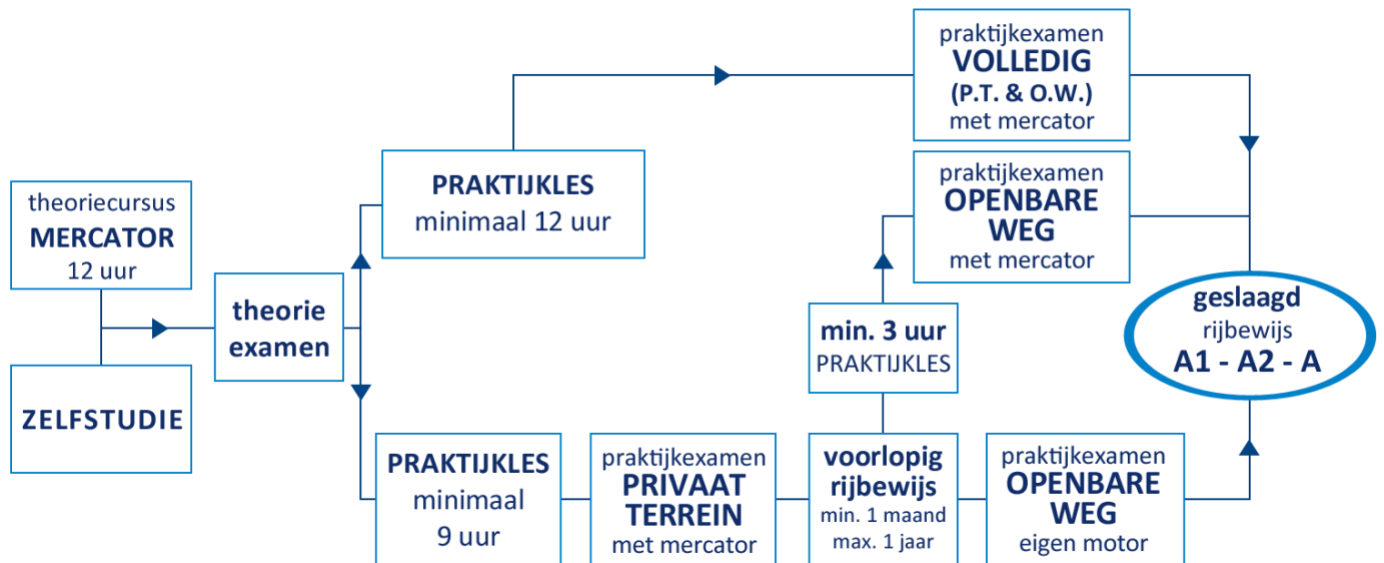 theoriecursus
MERCATOR
12 uur
ZELFSTUDIE
theorie
examen
PRAKTIJKLES
minimaal 12 uur
praktijkexamen
VOLLEDIG
(P.T. & O.W.)
met mercator
PRAKTIJKLES
minimaal
9 uur
praktijkexamen
PRIVAAT
TERREIN
met mercator
voorlopig
rijbewijs
min. 1 maand
max. 1 jaar
min. 3 uur
PRAKTIJKLES
praktijkexamen
OPENBARE
WEG
met mercator
praktijkexamen
OPENBARE
WEG
eigen motor
geslaagd
rijbewijs
A1 - A2 - A